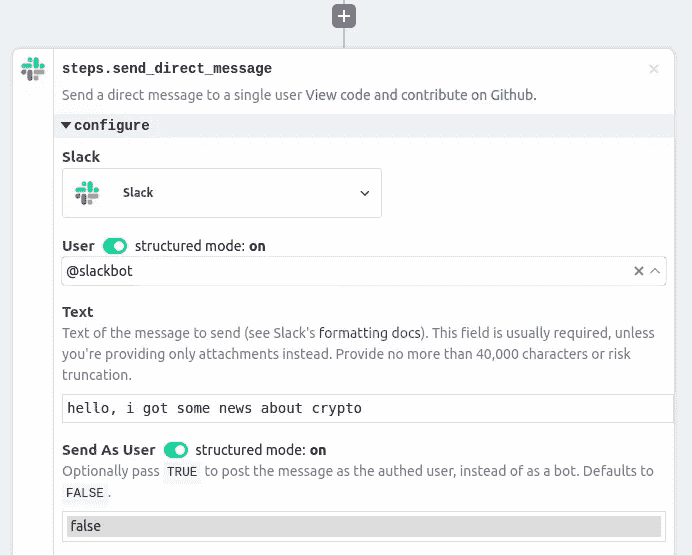 steps.send_direct_message
Send a direct message to a single user View code and contribute on Github.
configure
Slack
Slack
User structured mode: on
@slackbot
Text
Text of the message to send (see Slack's formatting docs). This field is usually required, unless
you're providing only attachments instead. Provide no more than 40,000 characters or risk
truncation.
hello, i got some news about crypto
Send As User structured mode: on
Optionally pass TRUE to post the message as the authed user, instead of as a bot. Defaults to
FALSE.
false